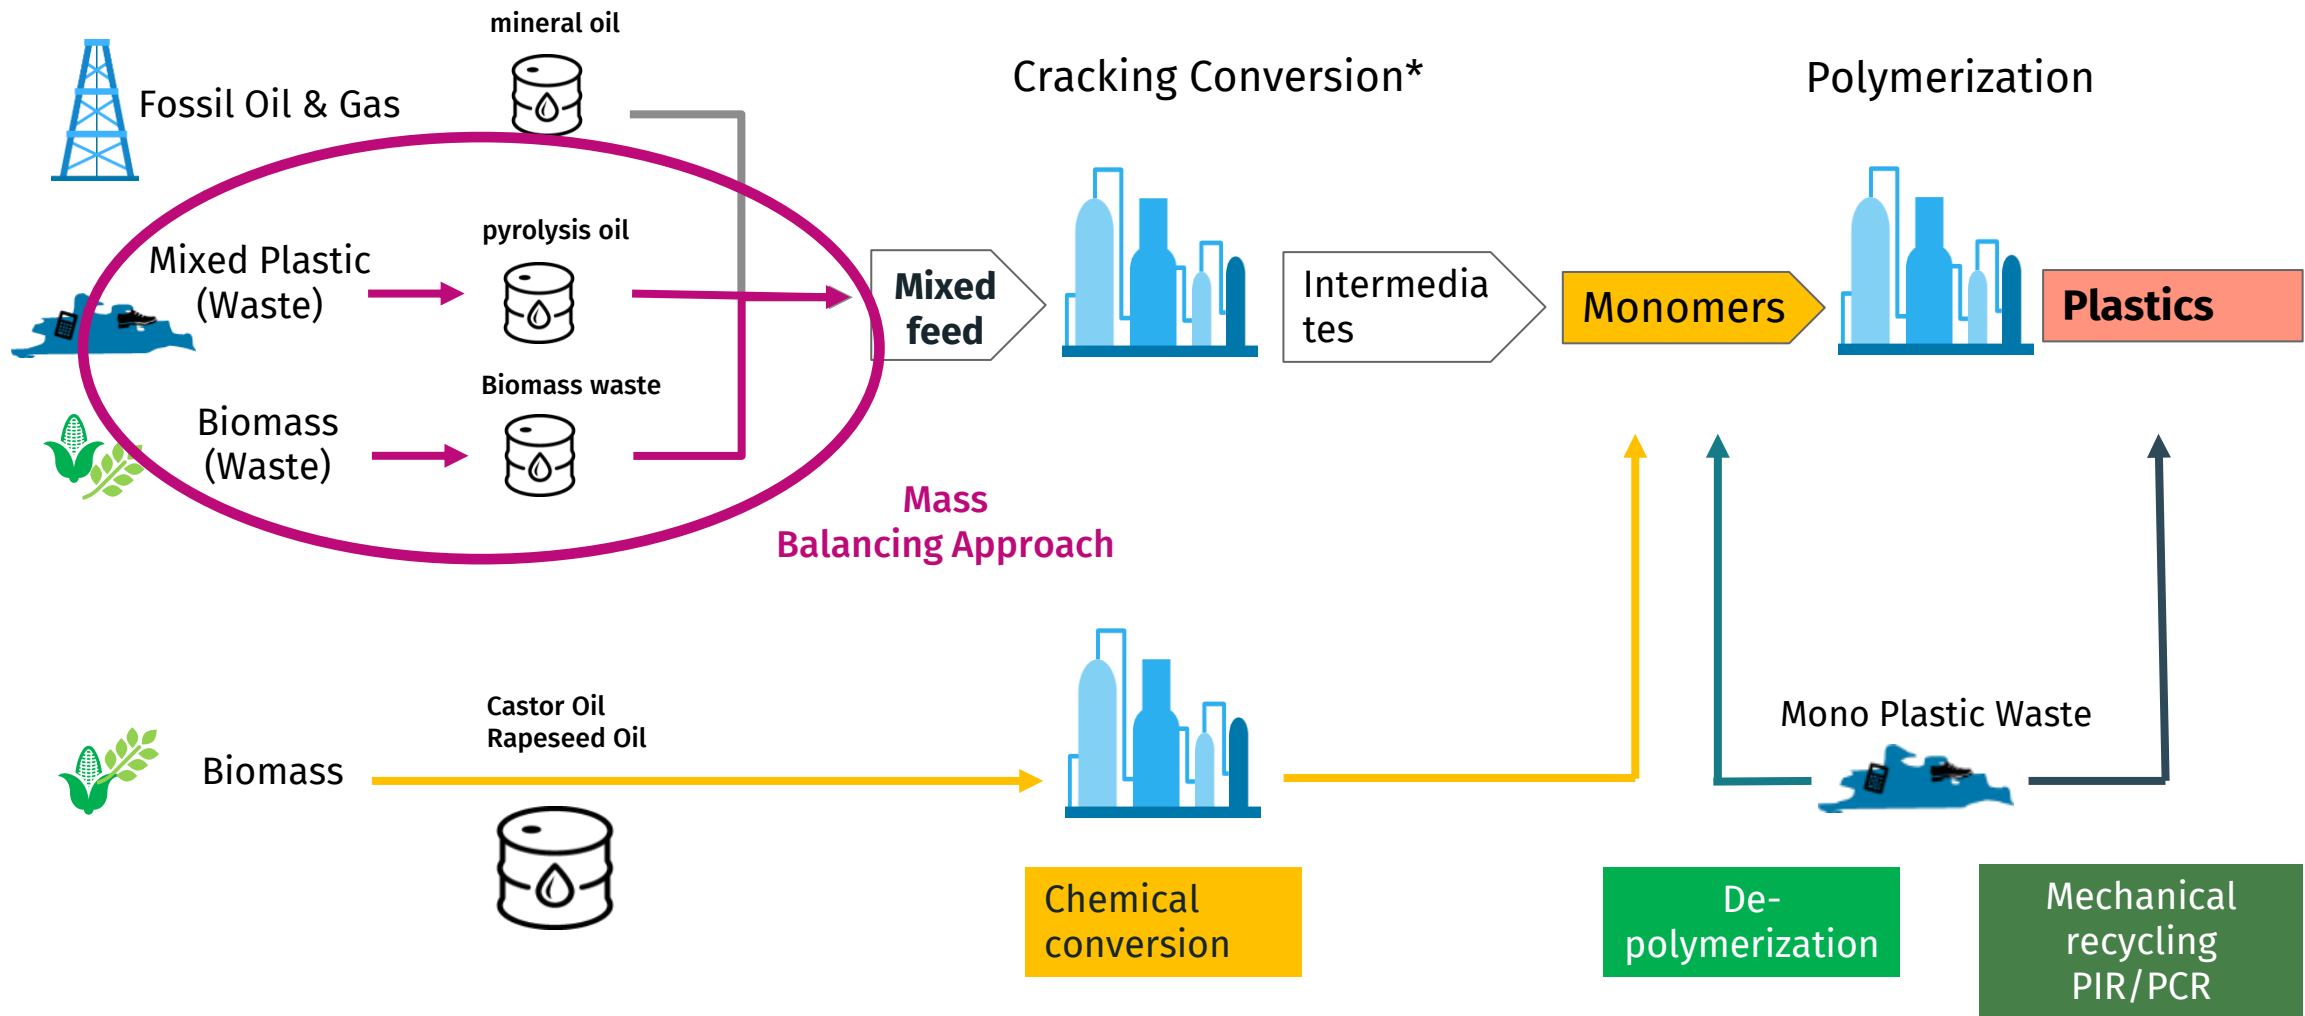 mineral oil
Fossil Oil & Gas
Cracking Conversion*
Polymerization
pyrolysis oil
Mixed Plastic
(Waste)
Mixed
feed
Intermedia
tes
Monomers
Plastics
Biomass waste
Biomass
(Waste)
Mass
Balancing Approach
Castor Oil
Rapeseed Oil
Biomass
Mono Plastic Waste
Chemical
conversion
De-
polymerization
Mechanical
recycling
PIR/PCR